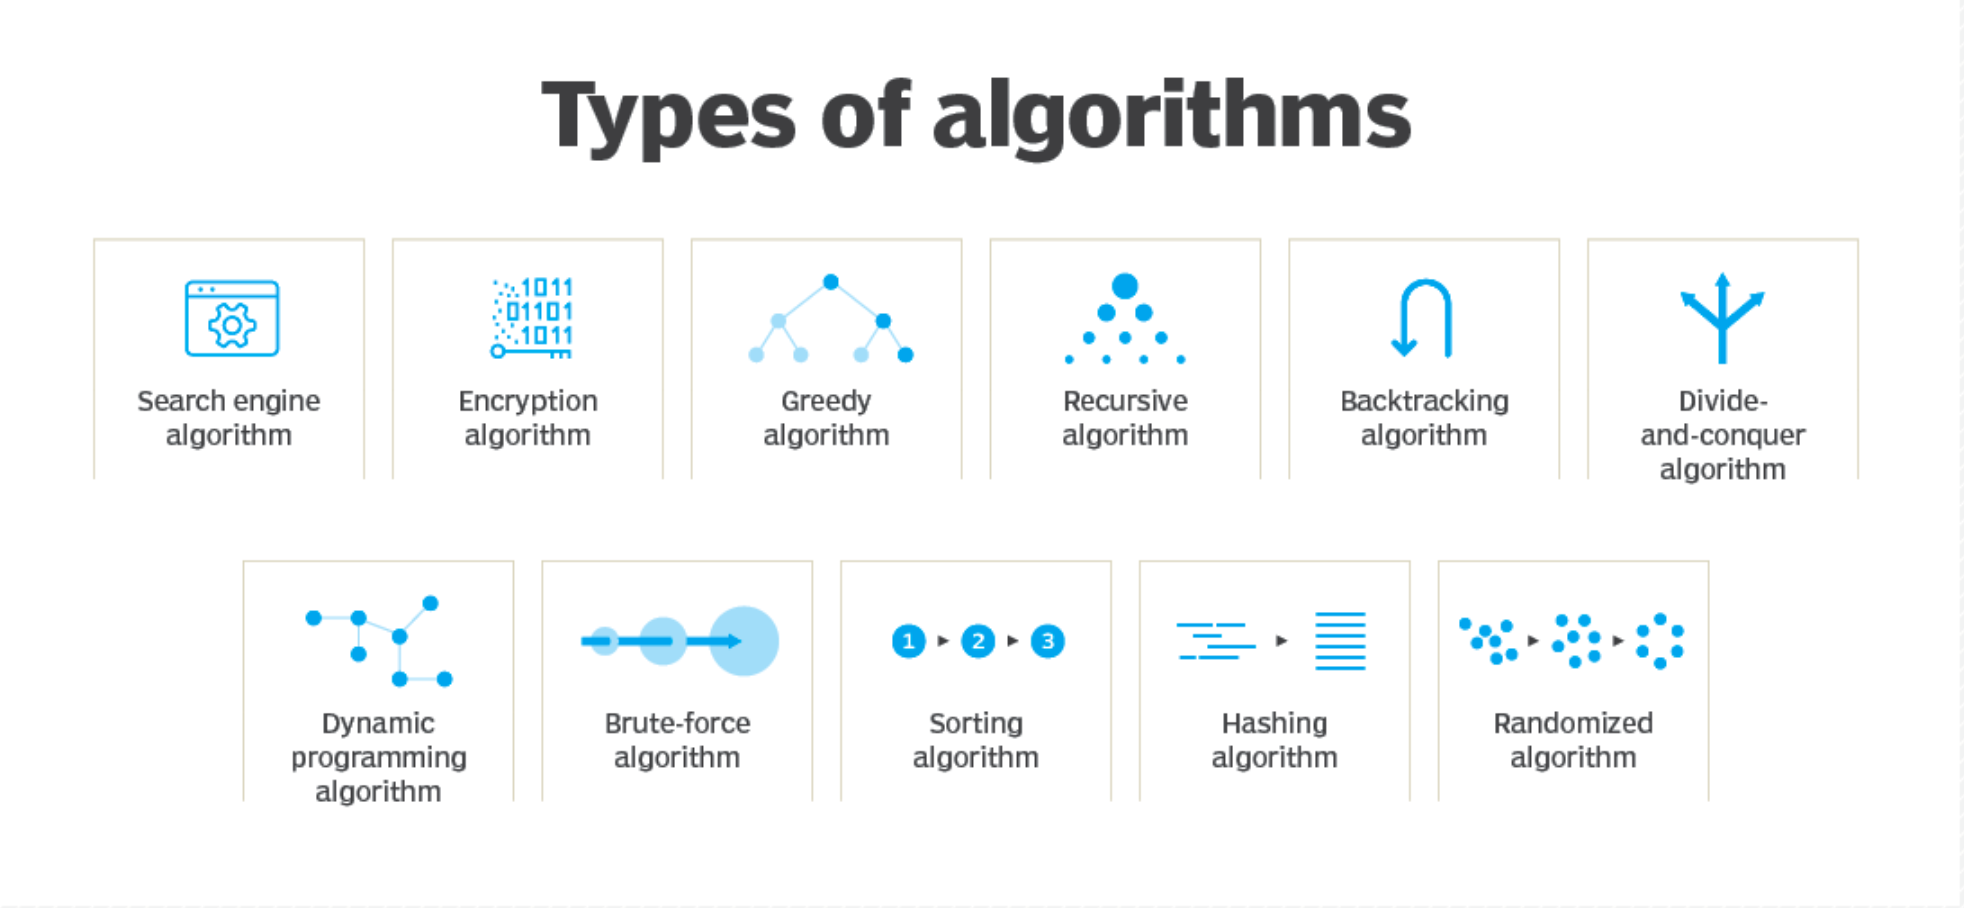 Types of algorithms
1011
01101
1011
Search engine
algorithm
Encryption
algorithm
Greedy
algorithm
Recursive
algorithm
Backtracking
algorithm
Divide-
and-conquer
algorithm
1 2 3
Dynamic
programming
algorithm
Brute-force
algorithm
Sorting
algorithm
Hashing
algorithm
Randomized
algorithm